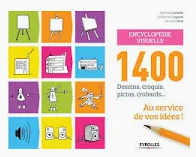 ENCYCLOPÉDIE
VISUELLE
1400
Dessins, croquis,
pictos, crobards...
Au service
de vos idées !
EYROLLES